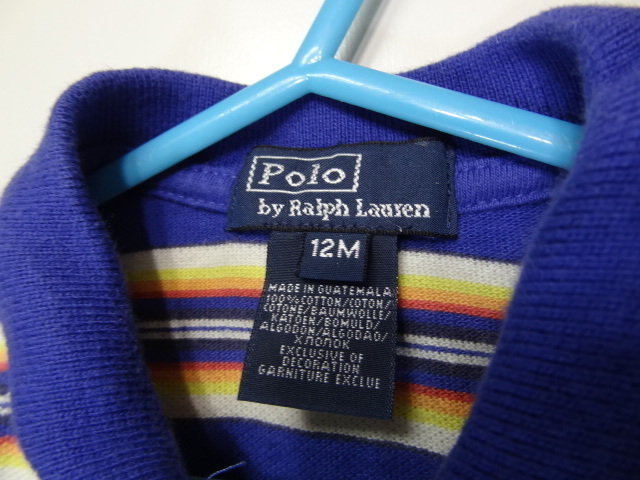 Polo
by Ralph Lauren
12M
MADE IN GUATEMALA
100% COTTON/COTON/
COTONE/BAUMWOLLE/
KATOEN/BOMULD/
ALGODON/ALGODAO/
ХЛОПОК
EXCLUSIVE OF
DECORATION
GARNITURE EXCLUE